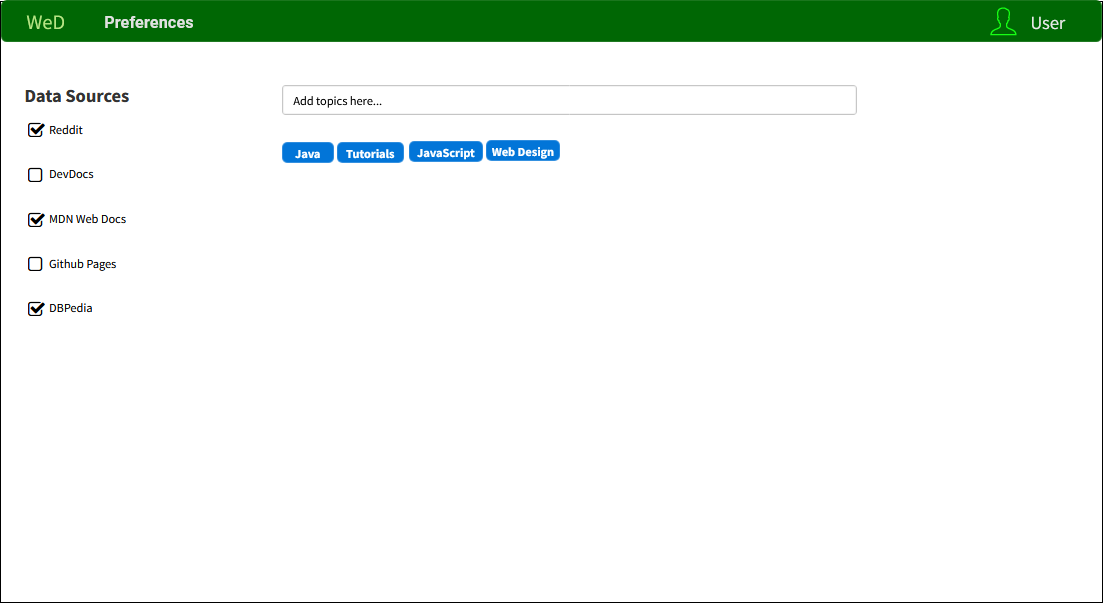 WeD Preferences User
Data Sources
Reddit
DevDocs
MDN Web Docs
Github Pages
DBPedia
Add topics here...
Java Tutorials JavaScript Web Design